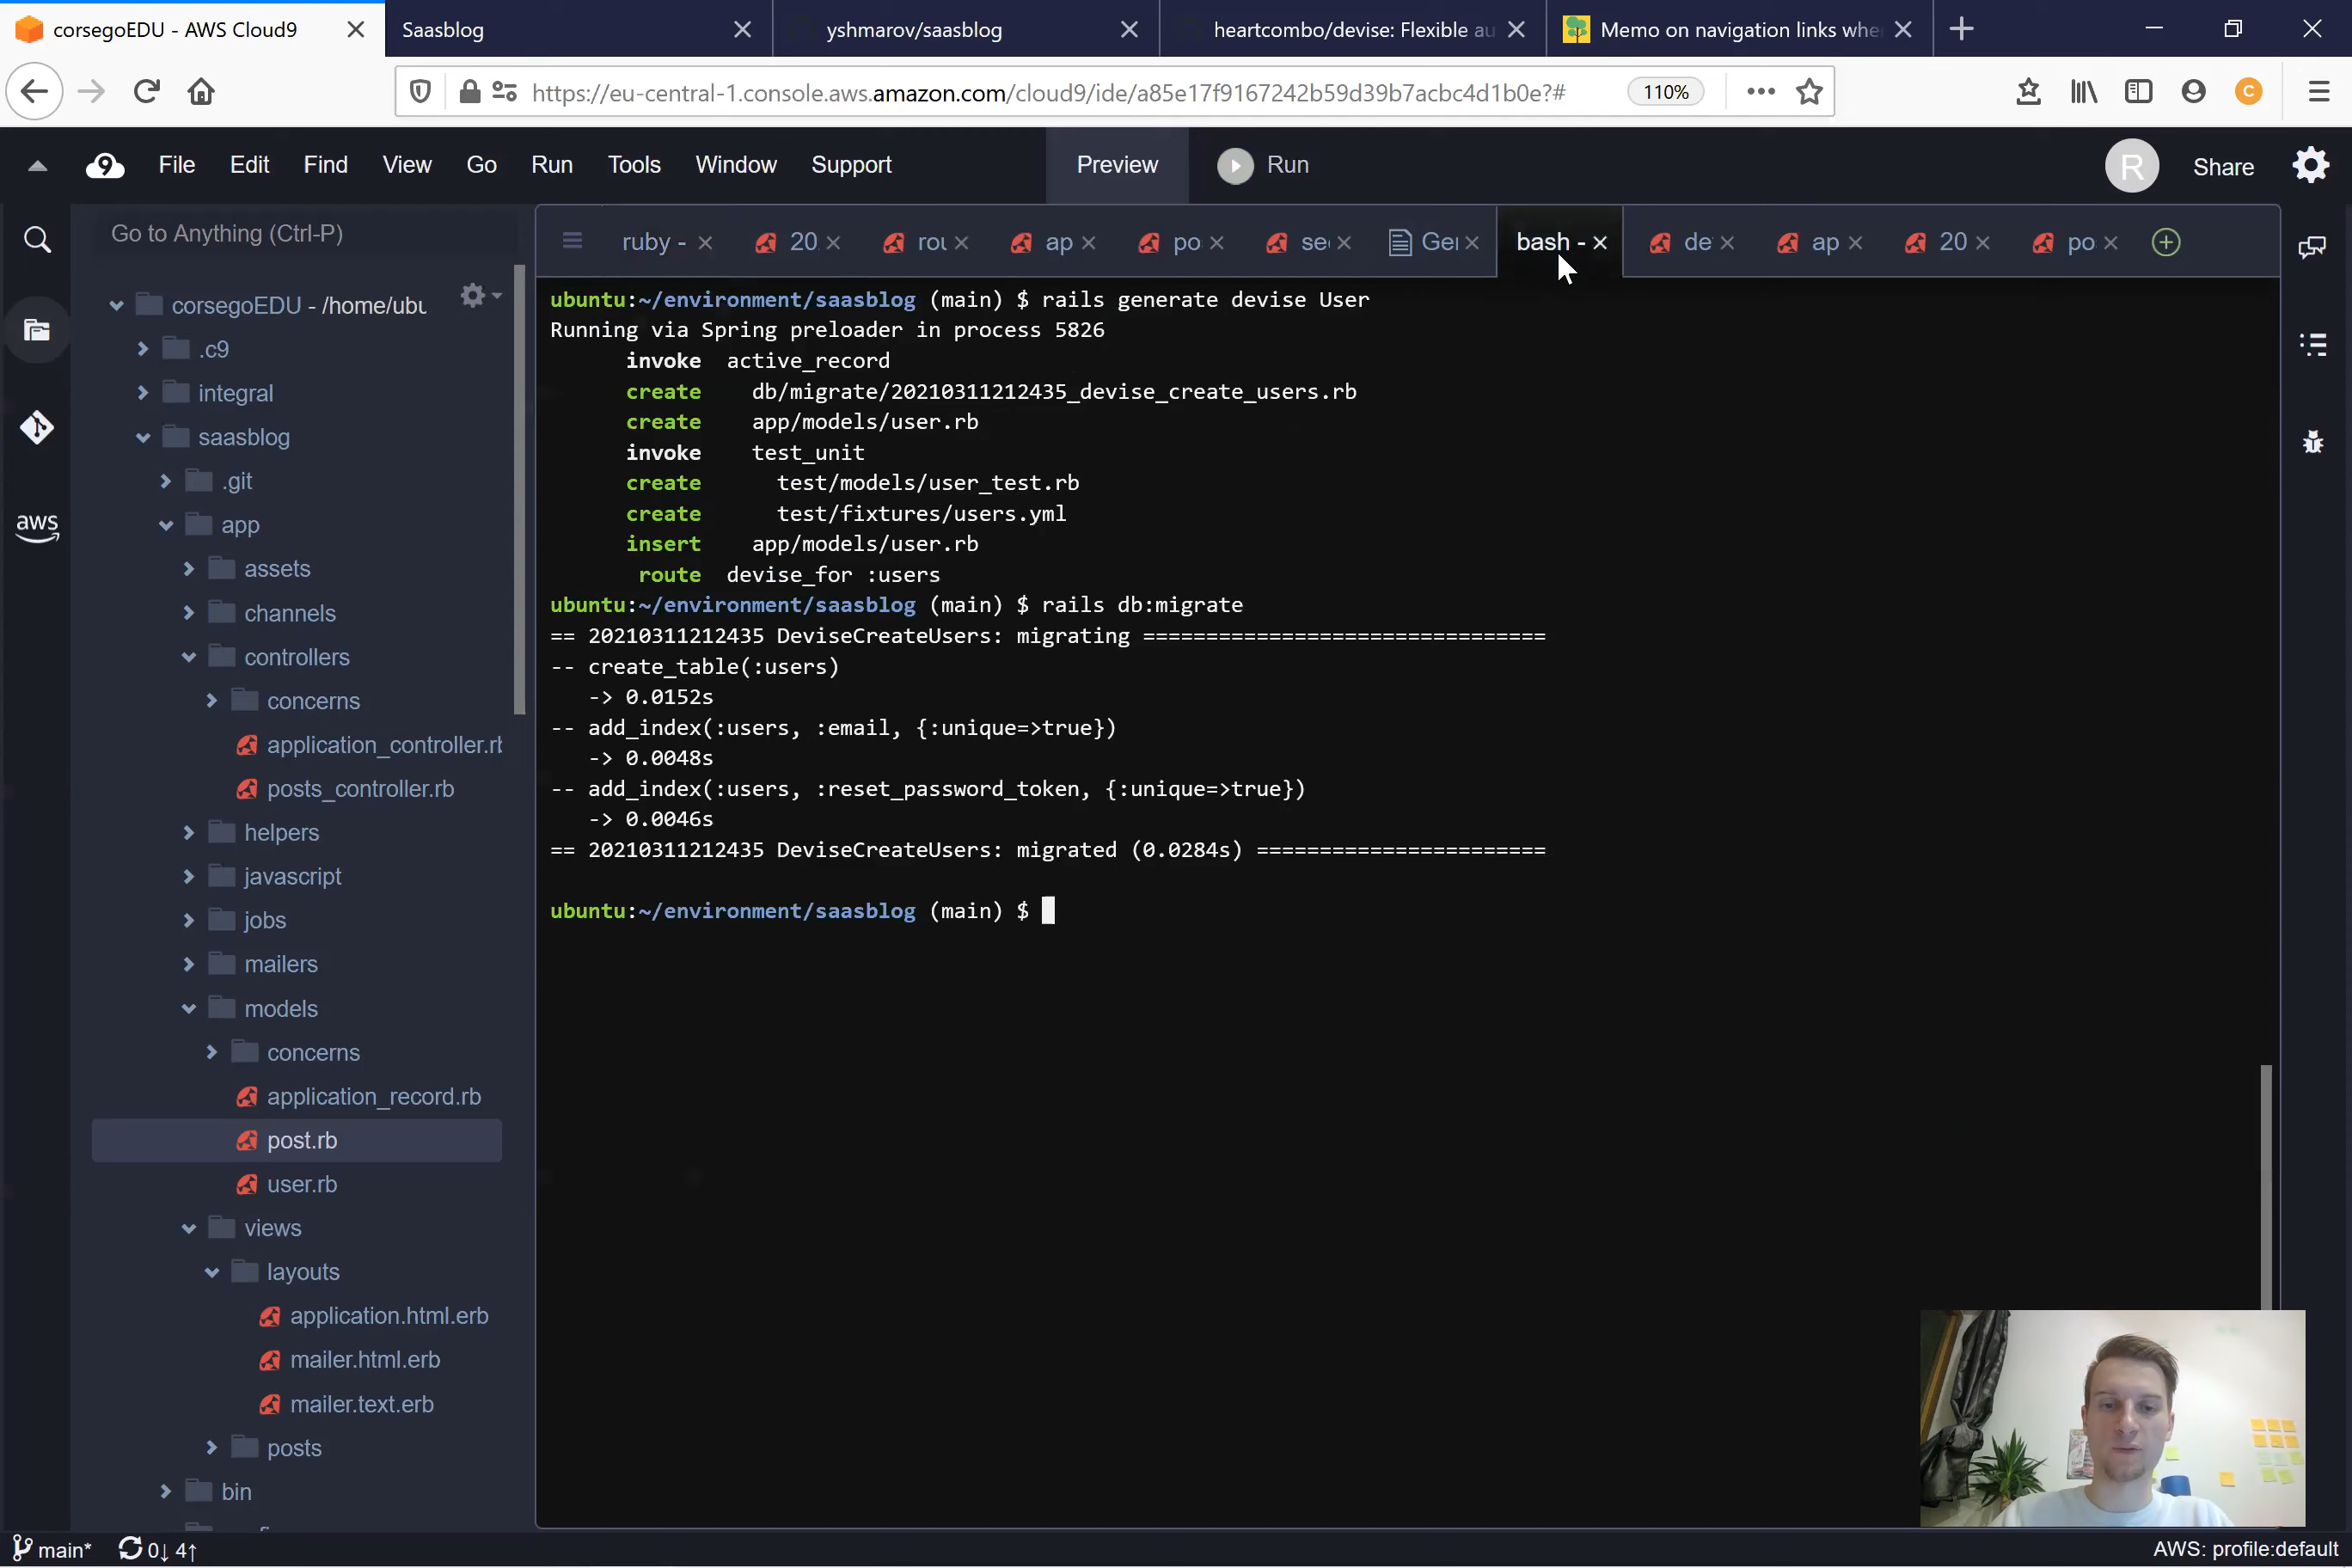 corsegoEDU - AWS Cloud9
Saasblog
yshmarov/saasblog
heartcombo/devise: Flexible au
Memo on navigation links whe
https://eu-central-1.console.aws.amazon.com/cloud9/ide/a85e17f9167242b59d39b7acbc4d1b0e?#
110%
C
9
File Edit Find View Go Run Tools Window Support
Preview
Run
R
Share
Go to Anything (Ctrl-P)
ruby -
20
rou
ap
po
se
Ge
bash -
de
ap
20
po
corsegoEDU - /home/ubu
.c9
integral
saasblog
.git
app
assets
channels
controllers
concerns
application_controller.rb
posts_controller.rb
helpers
javascript
jobs
mailers
models
concerns
application_record.rb
post.rb
user.rb
views
layouts
application.html.erb
mailer.html.erb
mailer.text.erb
posts
bin
aws
ubuntu:~/environment/saasblog (main) $ rails generate devise User
Running via Spring preloader in process 5826
invoke active_record
create db/migrate/20210311212435_devise_create_users.rb
create app/models/user.rb
invoke test_unit
create test/models/user_test.rb
create test/fixtures/users.yml
insert app/models/user.rb
route devise_for :users
ubuntu:~/environment/saasblog (main) $ rails db:migrate
== 20210311212435 DeviseCreateUsers: migrating ================================
-- create_table(:users)
-> 0.0152s
-- add_index(:users, :email, {:unique=>true})
-> 0.0048s
-- add_index(:users, :reset_password_token, {:unique=>true})
-> 0.0046s
== 20210311212435 DeviseCreateUsers: migrated (0.0284s) =======================
ubuntu:~/environment/saasblog (main) $
main*
0↓ 4↑
AWS: profile:default